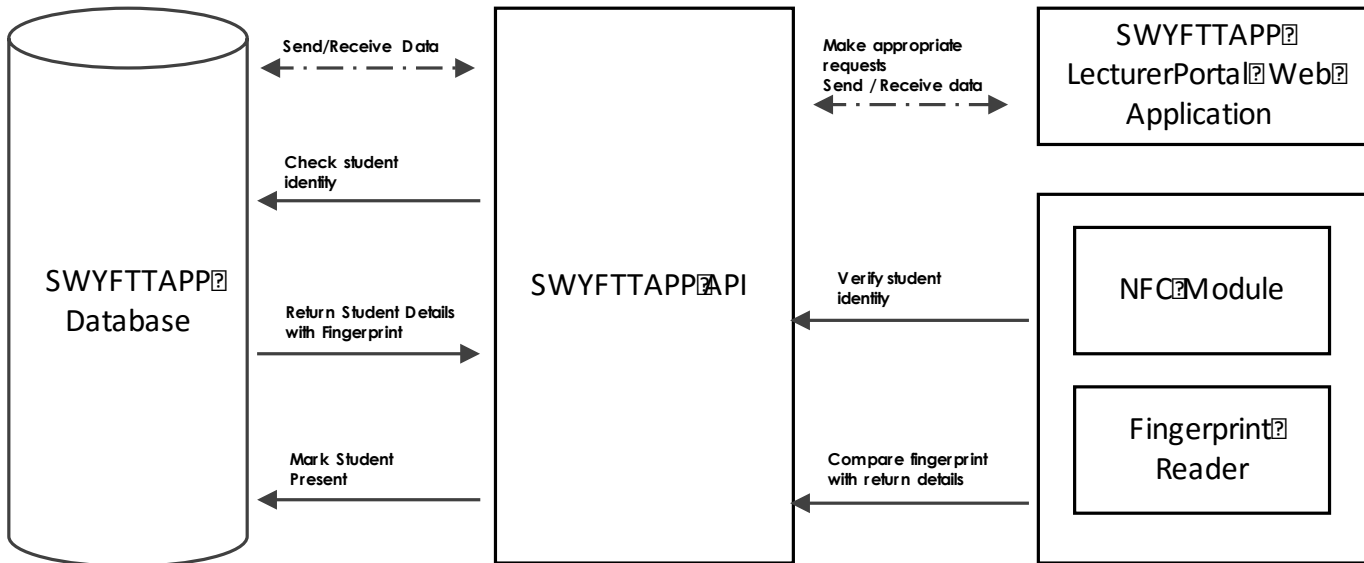 Send/Receive Data
Make appropriate
requests
Send / Receive data
SWYFTTAPP
LecturerPortal Web
Application
Check student
identity
SWYFTTAPP
Database
Return Student Details
with Fingerprint
Mark Student
Present
SWYFTTAPP API
Verify student
identity
Compare fingerprint
with return details
NFC Module
Fingerprint
Reader